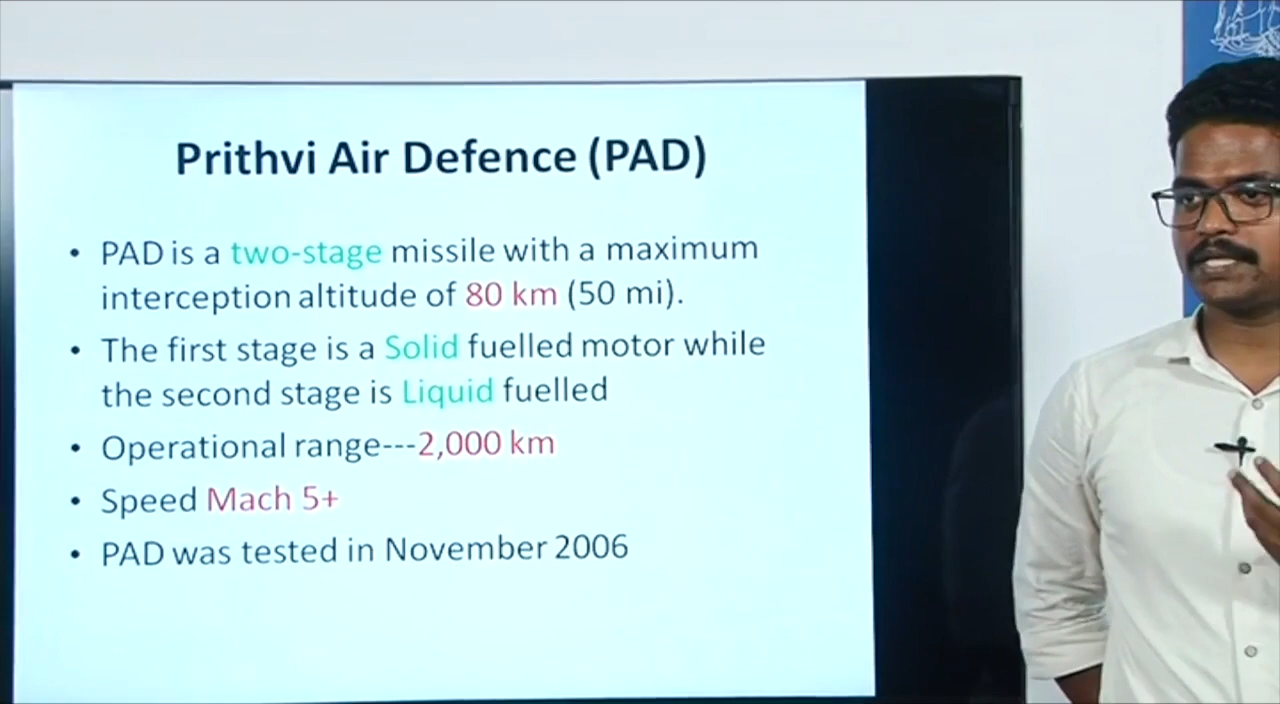 Prithvi Air Defence (PAD)
• PAD is a two-stage missile with a maximum
interception altitude of 80 km (50 mi).
• The first stage is a Solid fuelled motor while
the second stage is Liquid fuelled
• Operational range---2,000 km
• Speed Mach 5+
• PAD was tested in November 2006